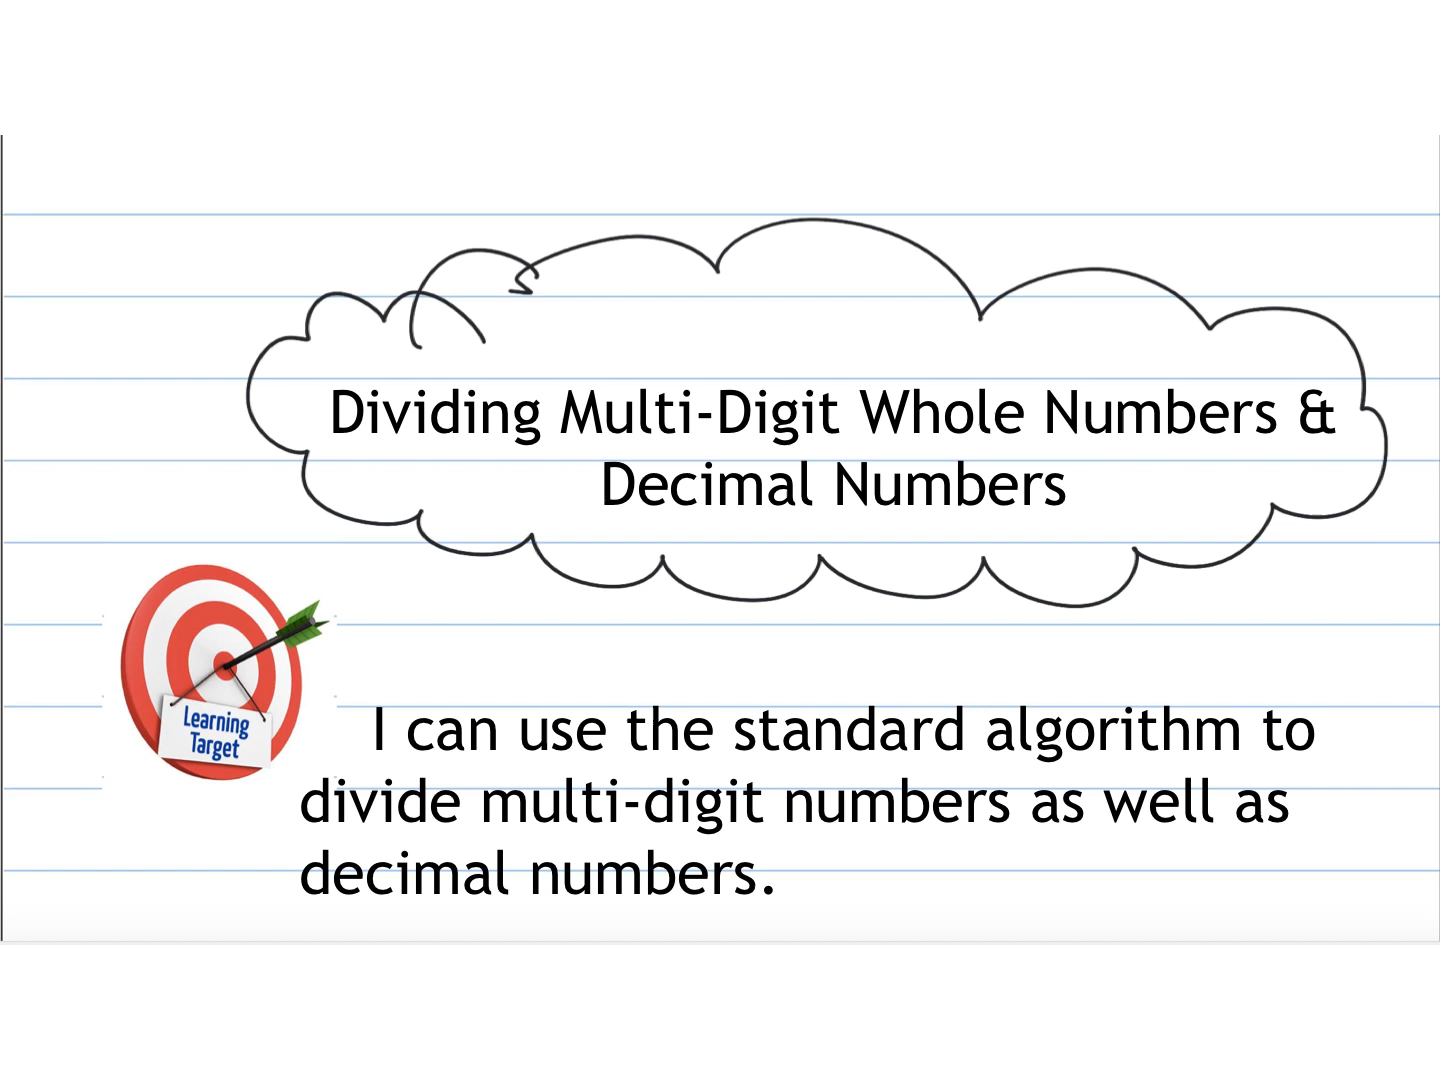 Dividing Multi-Digit Whole Numbers &
Decimal Numbers
Learning
Target
I can use the standard algorithm to
divide multi-digit numbers as well as
decimal numbers.